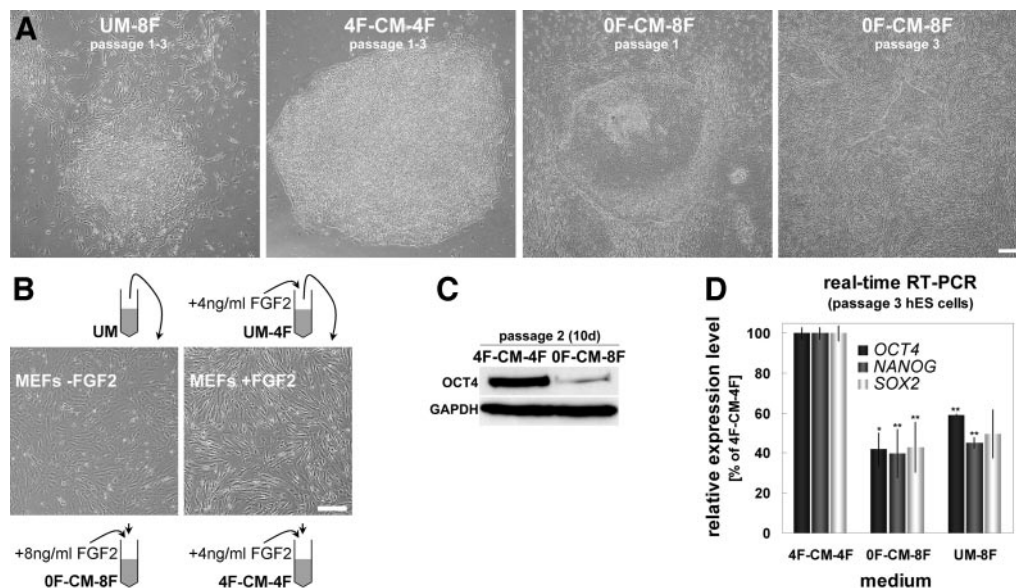 A
UM-8F
passage 1-3
4F-CM-4F
passage 1-3
0F-CM-8F
passage 1
0F-CM-8F
passage 3
B
UM
+4ng/ml FGF2
UM-4F
MEFs -FGF2
MEFs +FGF2
+8ng/ml FGF2
0F-CM-8F
+4ng/ml FGF2
4F-CM-4F
C
passage 2 (10d)
4F-CM-4F 0F-CM-8F
OCT4
GAPDH
D
real-time RT-PCR
(passage 3 hES cells)
relative expression level
[% of 4F-CM-4F]
100
80
60
40
20
0
OCT4
NANOG
SOX2
* ** **
** **
4F-CM-4F 0F-CM-8F UM-8F
medium